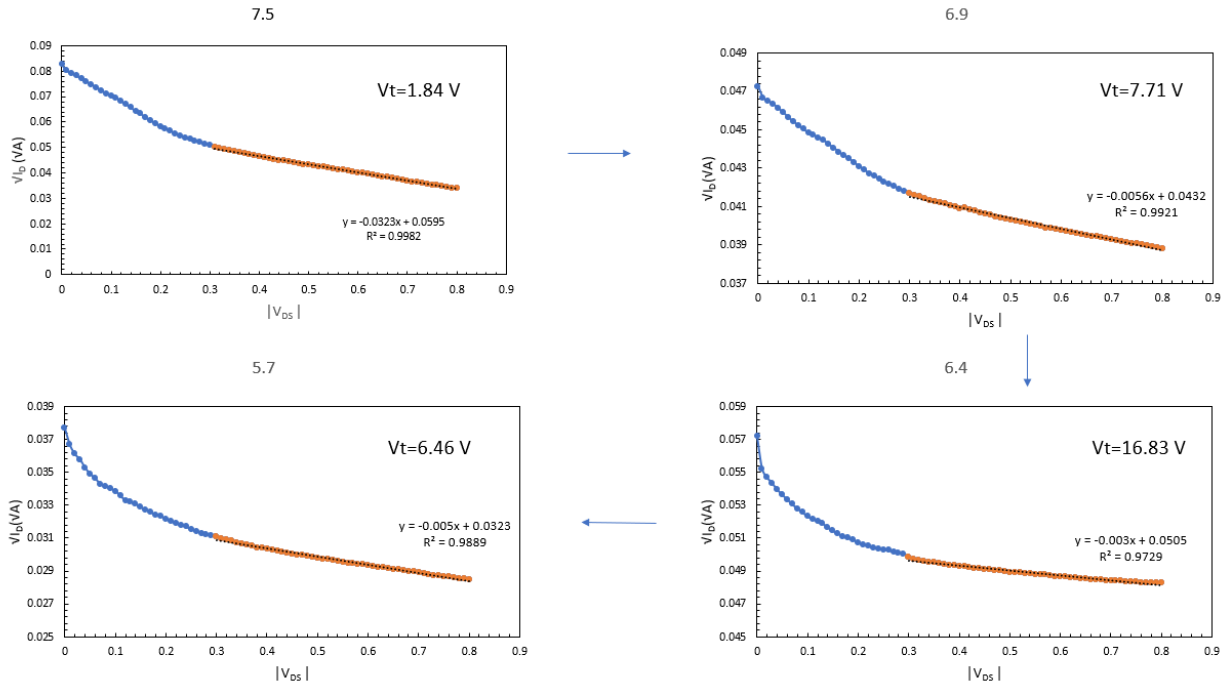 7.5
0.09
0.08
0.07
0.06
0.05
0.04
0.03
0.02
0.01
0
√I_D (√A)
Vt=1.84 V
y = -0.0323x + 0.0595
R² = 0.9982
0 0.1 0.2 0.3 0.4 0.5 0.6 0.7 0.8 0.9
|V_DS|
6.9
0.049
0.047
0.045
0.043
0.041
0.039
0.037
√I_D(√A)
Vt=7.71 V
y = -0.0056x + 0.0432
R² = 0.9921
0 0.1 0.2 0.3 0.4 0.5 0.6 0.7 0.8 0.9
|V_DS|
6.4
0.059
0.057
0.055
0.053
0.051
0.049
0.047
0.045
√I_D(√A)
Vt=16.83 V
y = -0.003x + 0.0505
R² = 0.9729
0 0.1 0.2 0.3 0.4 0.5 0.6 0.7 0.8 0.9
|V_DS|
5.7
0.039
0.037
0.035
0.033
0.031
0.029
0.027
0.025
√I_D(√A)
Vt=6.46 V
y = -0.005x + 0.0323
R² = 0.9889
0 0.1 0.2 0.3 0.4 0.5 0.6 0.7 0.8 0.9
|V_DS|